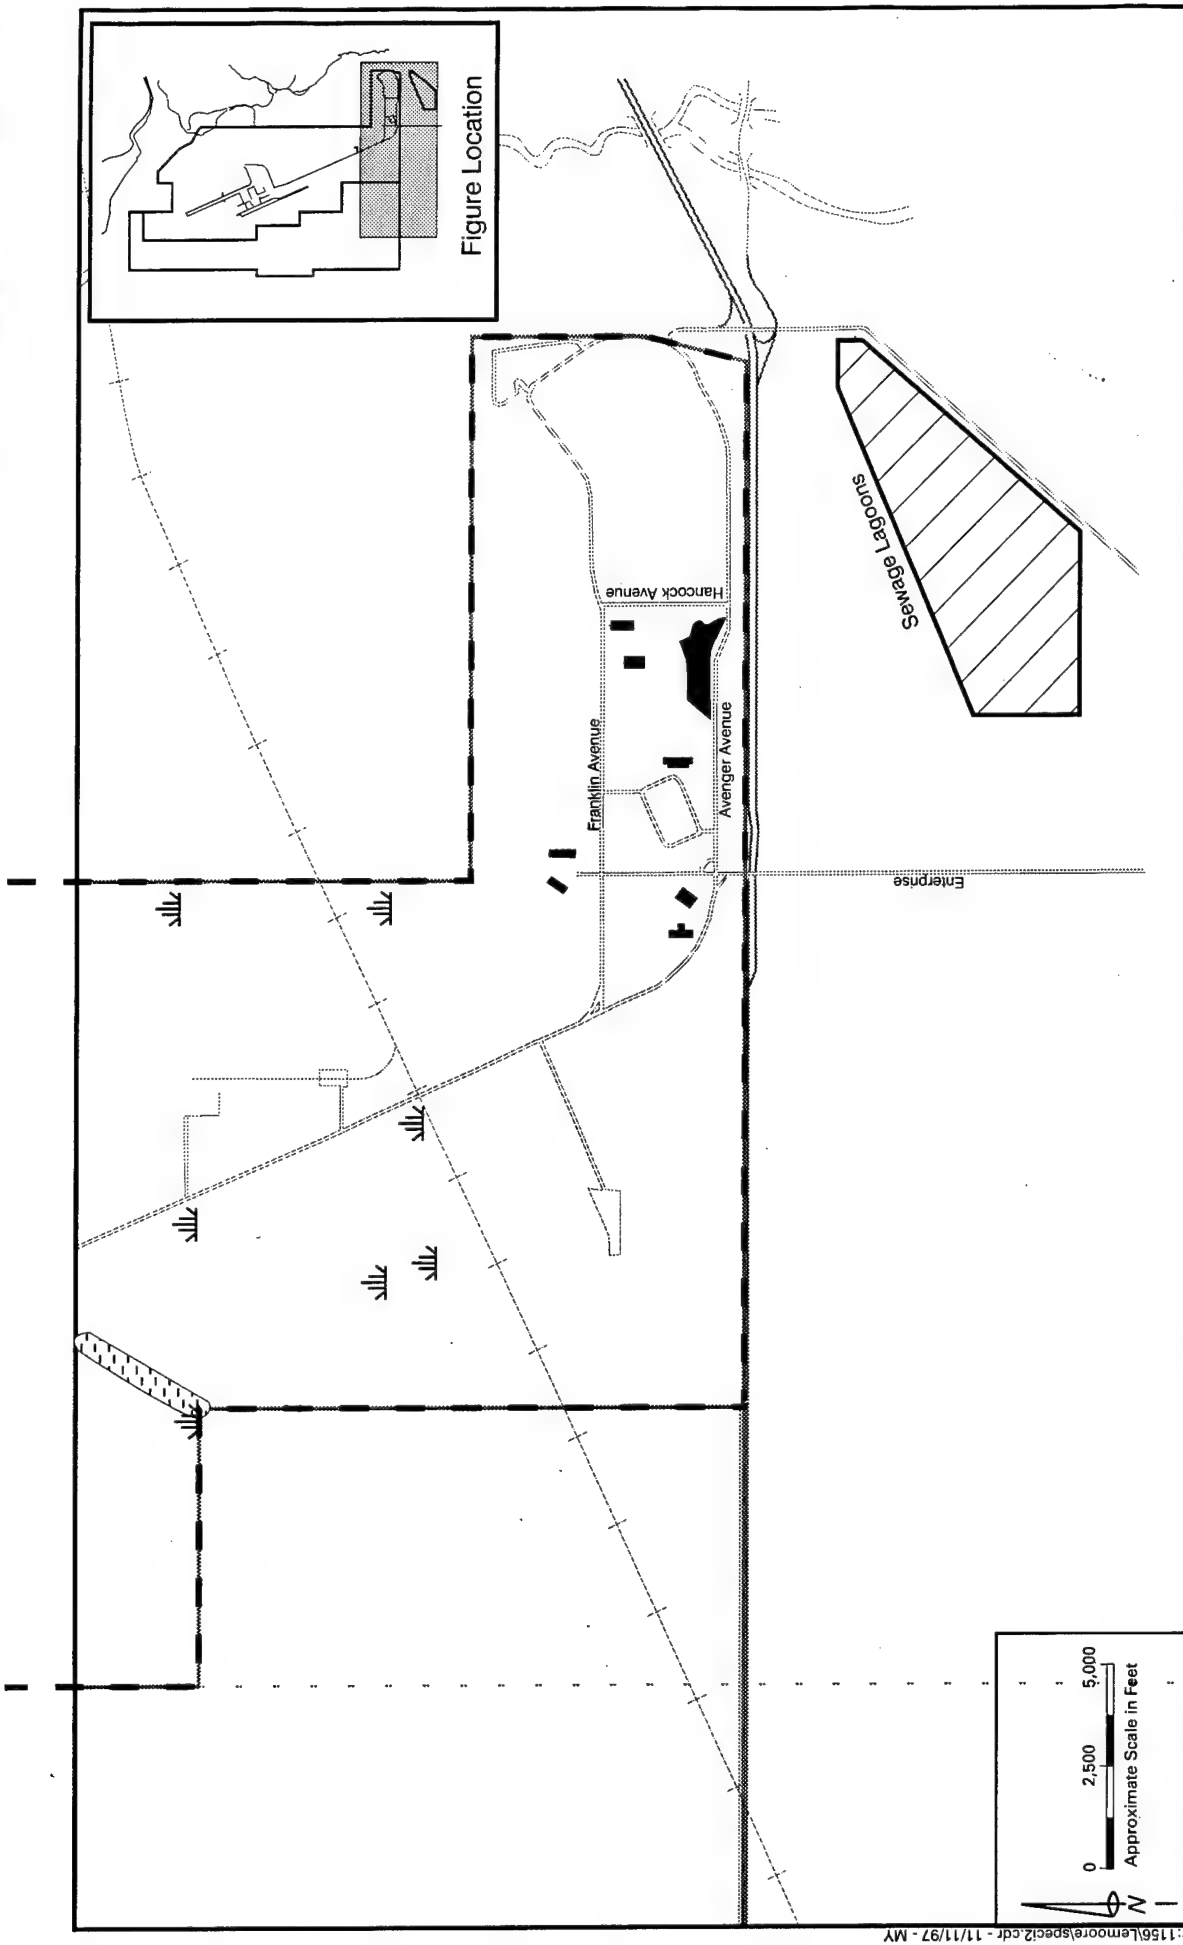 Figure Location
Sewage Lagoons
Hancock Avenue
Franklin Avenue
Avenger Avenue
Enterprise
0 2,500 5,000
Approximate Scale in Feet
N
1156\Lemoore\speci2.cdr - 11/11/97 - MY